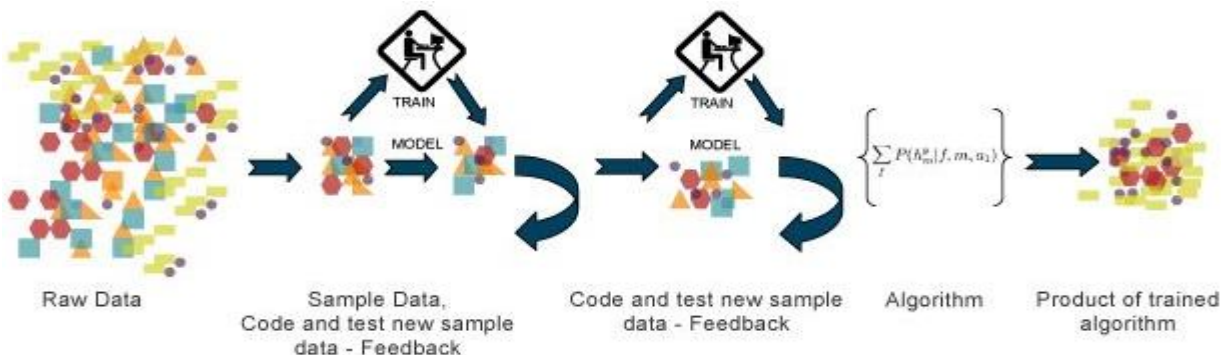 TRAIN
MODEL
TRAIN
MODEL
Raw Data
Sample Data,
Code and test new sample
data - Feedback
Code and test new sample
data - Feedback
Algorithm
Product of trained
algorithm